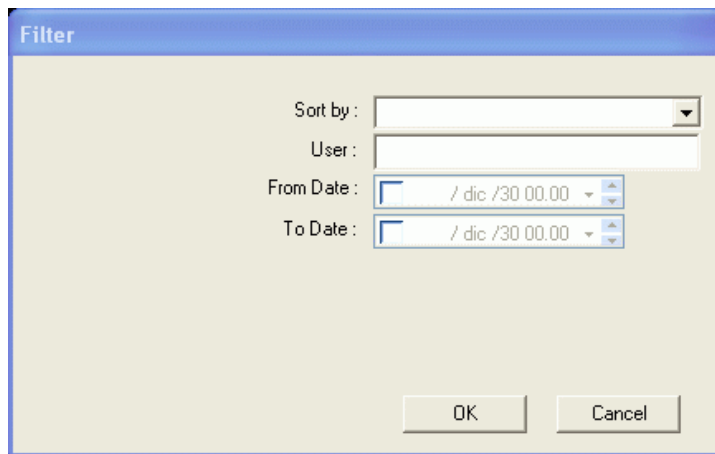 Filter
Sort by :
User :
From Date : / dic /30 00.00
To Date : / dic /30 00.00
OK Cancel